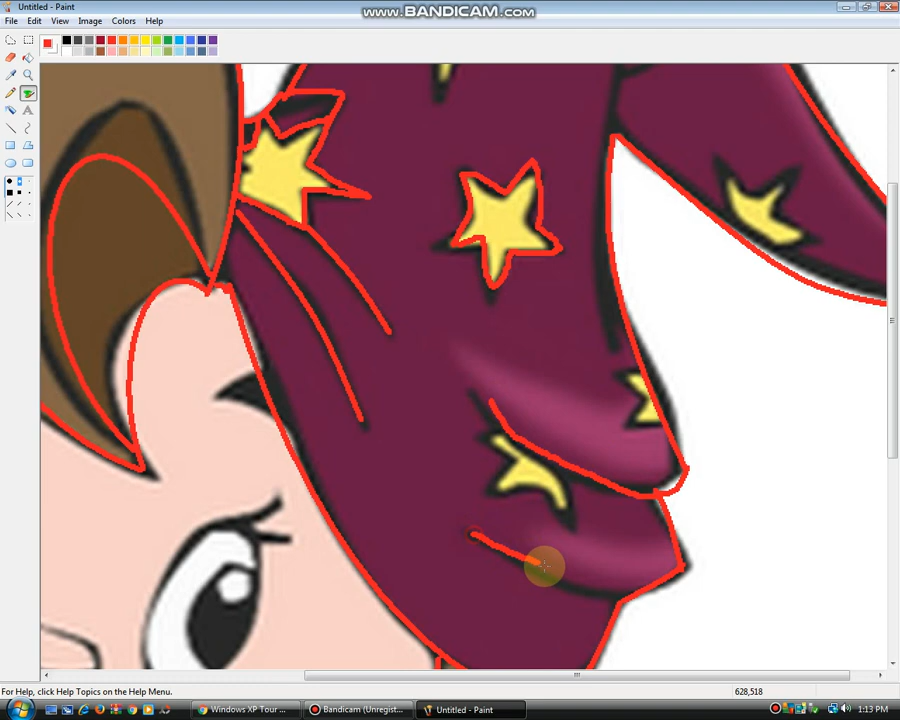 Untitled - Paint
www.BANDICAM.com
File Edit View Image Colors Help
For Help, click Help Topics on the Help Menu.
628,518
Windows XP Tour ...
Bandicam (Unregist...
Untitled - Paint
1:13 PM